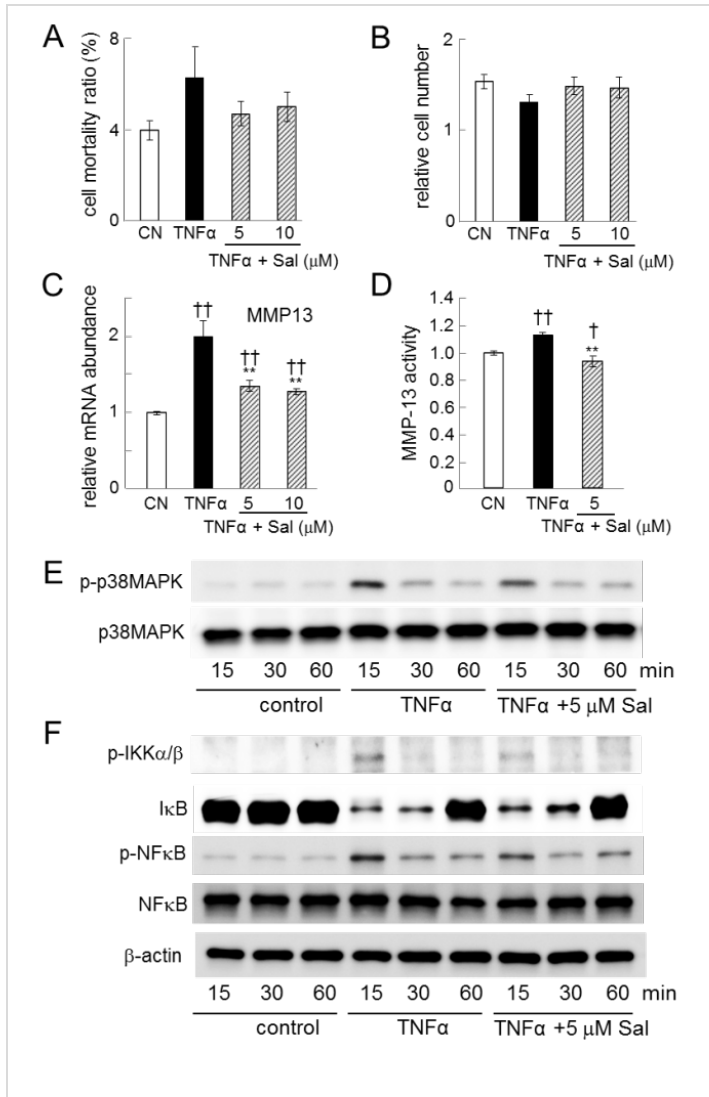 A
cell mortality ratio (%)
8
4
0
CN
TNFα
5
10
TNFα + Sal (μM)
B
relative cell number
2
1
0
CN
TNFα
5
10
TNFα + Sal (μM)
C
relative mRNA abundance
MMP13
2
1
0
††
††
**
††
**
CN
TNFα
5
10
TNFα + Sal (μM)
D
MMP-13 activity
1.4
1.2
1.0
0.8
0.6
0.4
0.2
0
††
†
**
CN
TNFα
5
TNFα + Sal (μM)
E
p-p38MAPK
p38MAPK
15 30 60 15 30 60 15 30 60 min
control TNFα TNFα +5 μM Sal
F
p-IKKα/β
IκB
p-NFκB
NFκB
β-actin
15 30 60 15 30 60 15 30 60 min
control TNFα TNFα +5 μM Sal